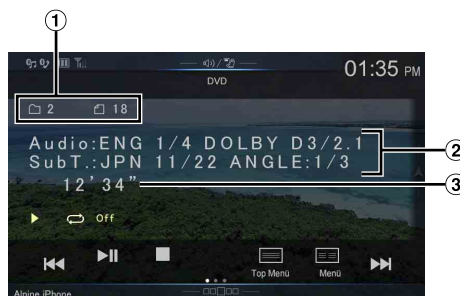 1
DVD
01:35 PM
2 18
Audio:ENG 1/4 DOLBY D3/2.1
2
SubT.:JPN 11/22 ANGLE:1/3
12'34"
3
Off
Top Menü Menü
Alpine iPhone